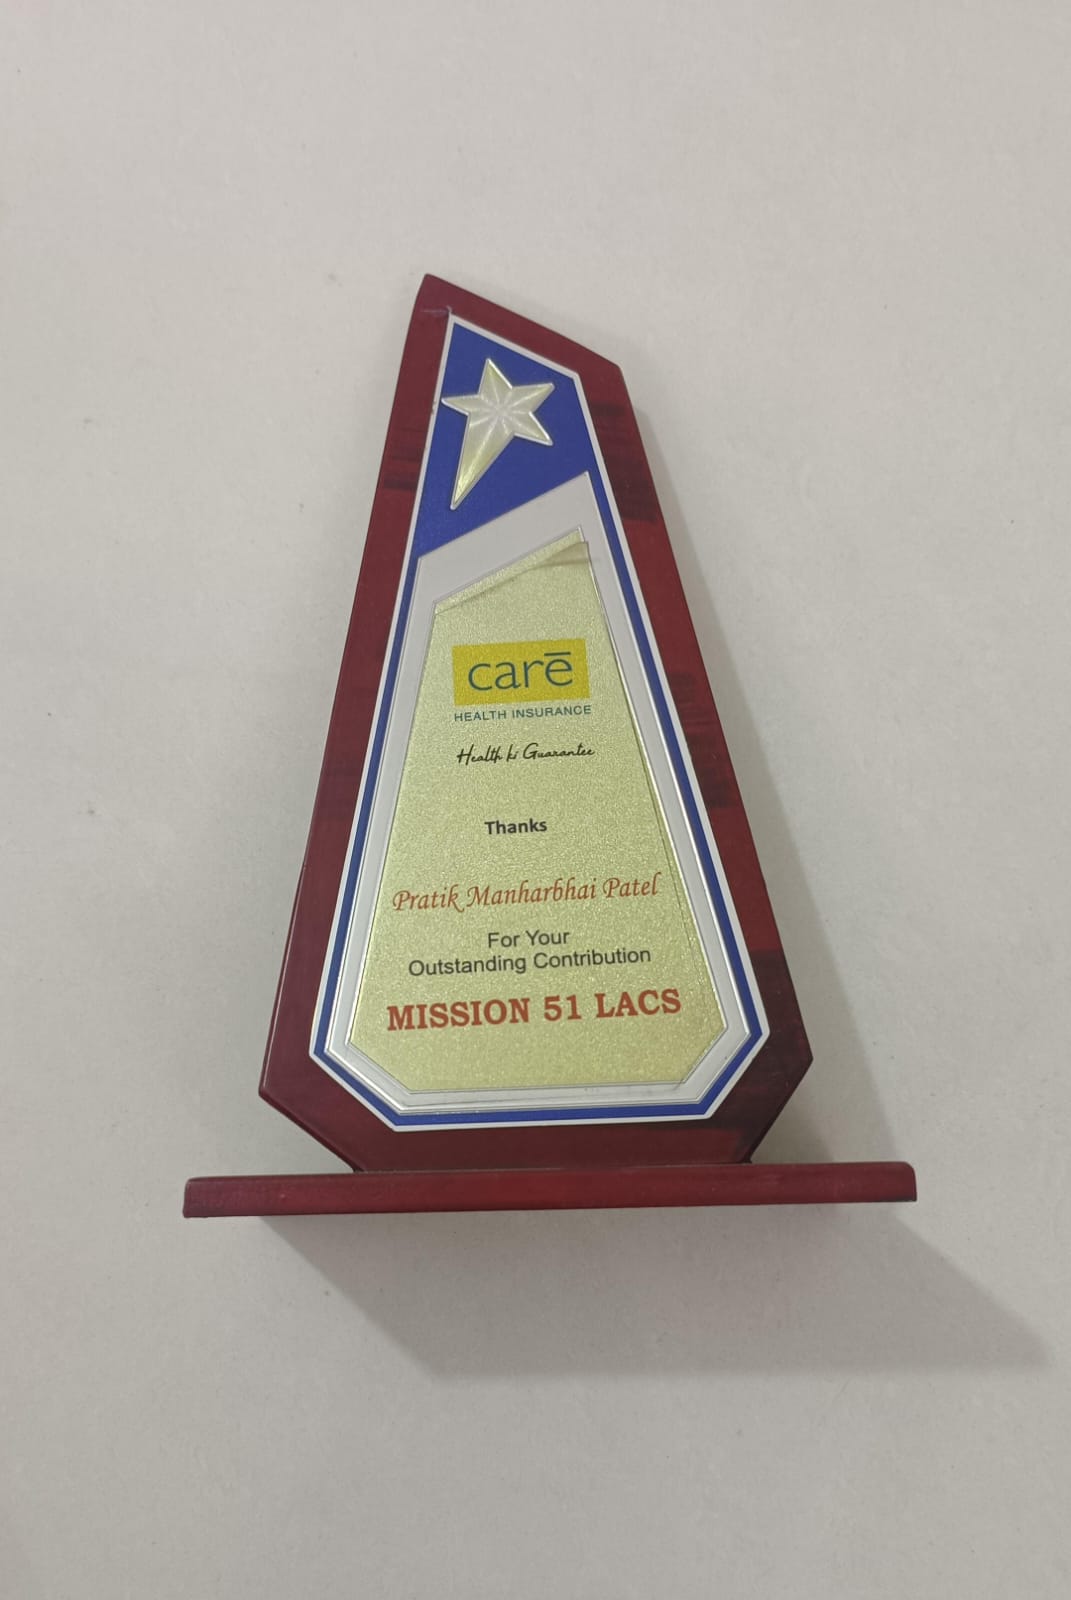 carē
HEALTH INSURANCE
Health ki Guarantee
Thanks
Pratik Manharbhai Patel
For Your
Outstanding Contribution
MISSION 51 LACS